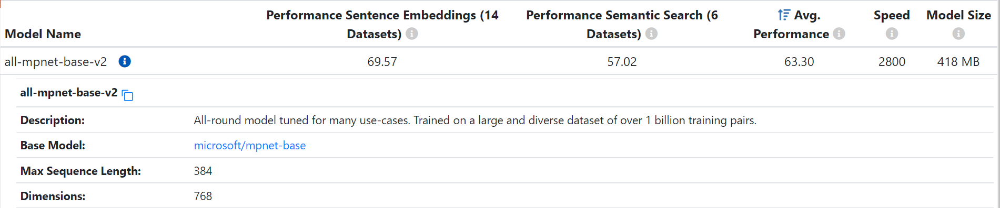 Model Name Performance Sentence Embeddings (14 Datasets) Performance Semantic Search (6 Datasets) Avg. Performance Speed Model Size
all-mpnet-base-v2 69.57 57.02 63.30 2800 418 MB
all-mpnet-base-v2
Description: All-round model tuned for many use-cases. Trained on a large and diverse dataset of over 1 billion training pairs.
Base Model: microsoft/mpnet-base
Max Sequence Length: 384
Dimensions: 768